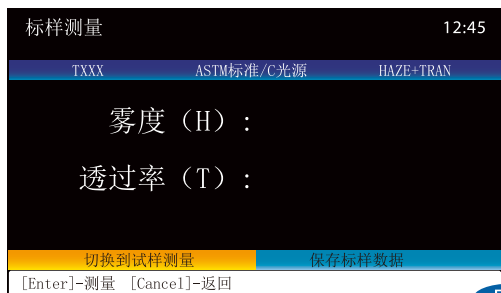 标样测量 12:45
TXXX ASTM标准/C光源 HAZE+TRAN
雾度（H）:
透过率（T）:
切换到试样测量 保存标样数据
[Enter]-测量 [Cancel]-返回